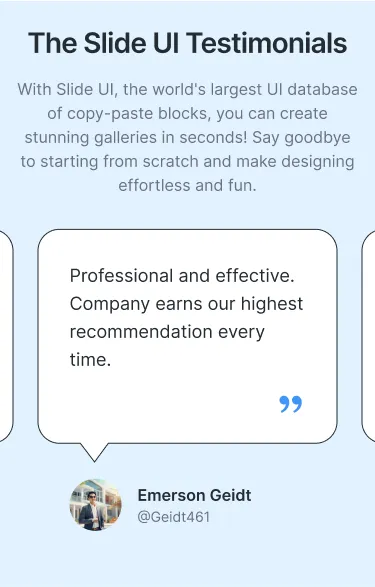 The Slide UI Testimonials
With Slide UI, the world's largest UI database
of copy-paste blocks, you can create
stunning galleries in seconds! Say goodbye
to starting from scratch and make designing
effortless and fun.
Professional and effective.
Company earns our highest
recommendation every
time.
”
Emerson Geidt
@Geidt461